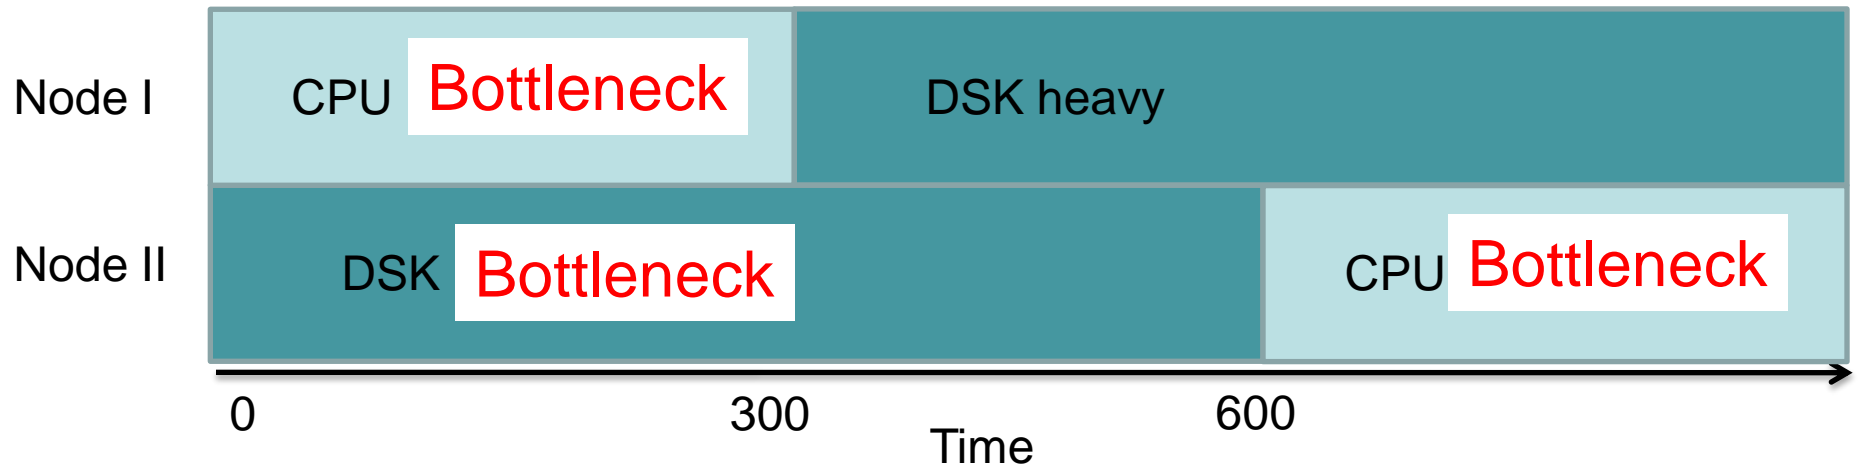 Node I CPU Bottleneck DSK heavy
Node II DSK Bottleneck CPU Bottleneck
0 300 600
Time